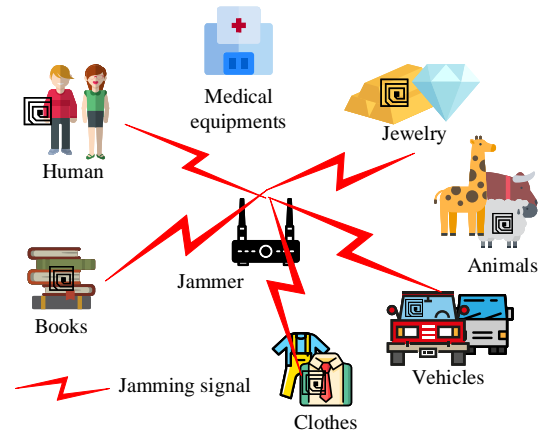 Medical
equipments
Jewelry
Human
Animals
Jammer
Books
Vehicles
Jamming signal
Clothes